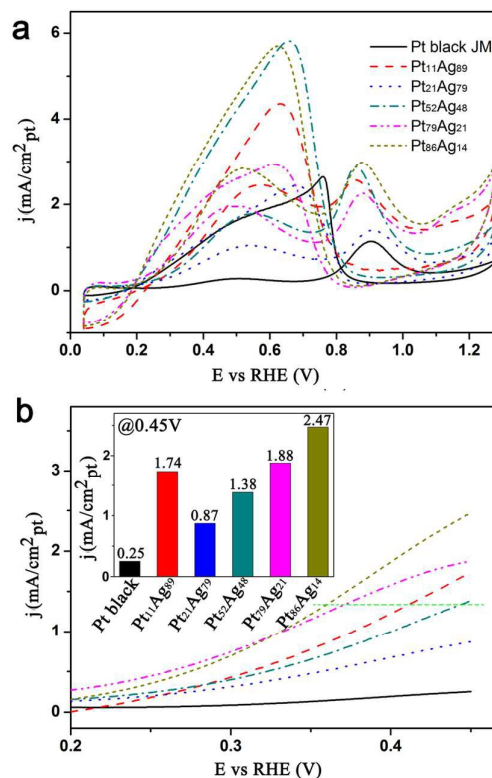 a
Pt black JM
Pt₁₁Ag₈₉
Pt₂₁Ag₇₉
Pt₅₂Ag₄₈
Pt₇₉Ag₂₁
Pt₈₆Ag₁₄
j (mA/cm²pt)
6
4
2
0
0.0 0.2 0.4 0.6 0.8 1.0 1.2
E vs RHE (V)
b
@0.45V
j(mA/cm²pt)
2
1
0
0.25
1.74
0.87
1.38
1.88
2.47
Pt black
Pt₁₁Ag₈₉
Pt₂₁Ag₇₉
Pt₅₂Ag₄₈
Pt₇₉Ag₂₁
Pt₈₆Ag₁₄
j(mA/cm²pt)
3
2
1
0
0.2 0.3 0.4
E vs RHE (V)